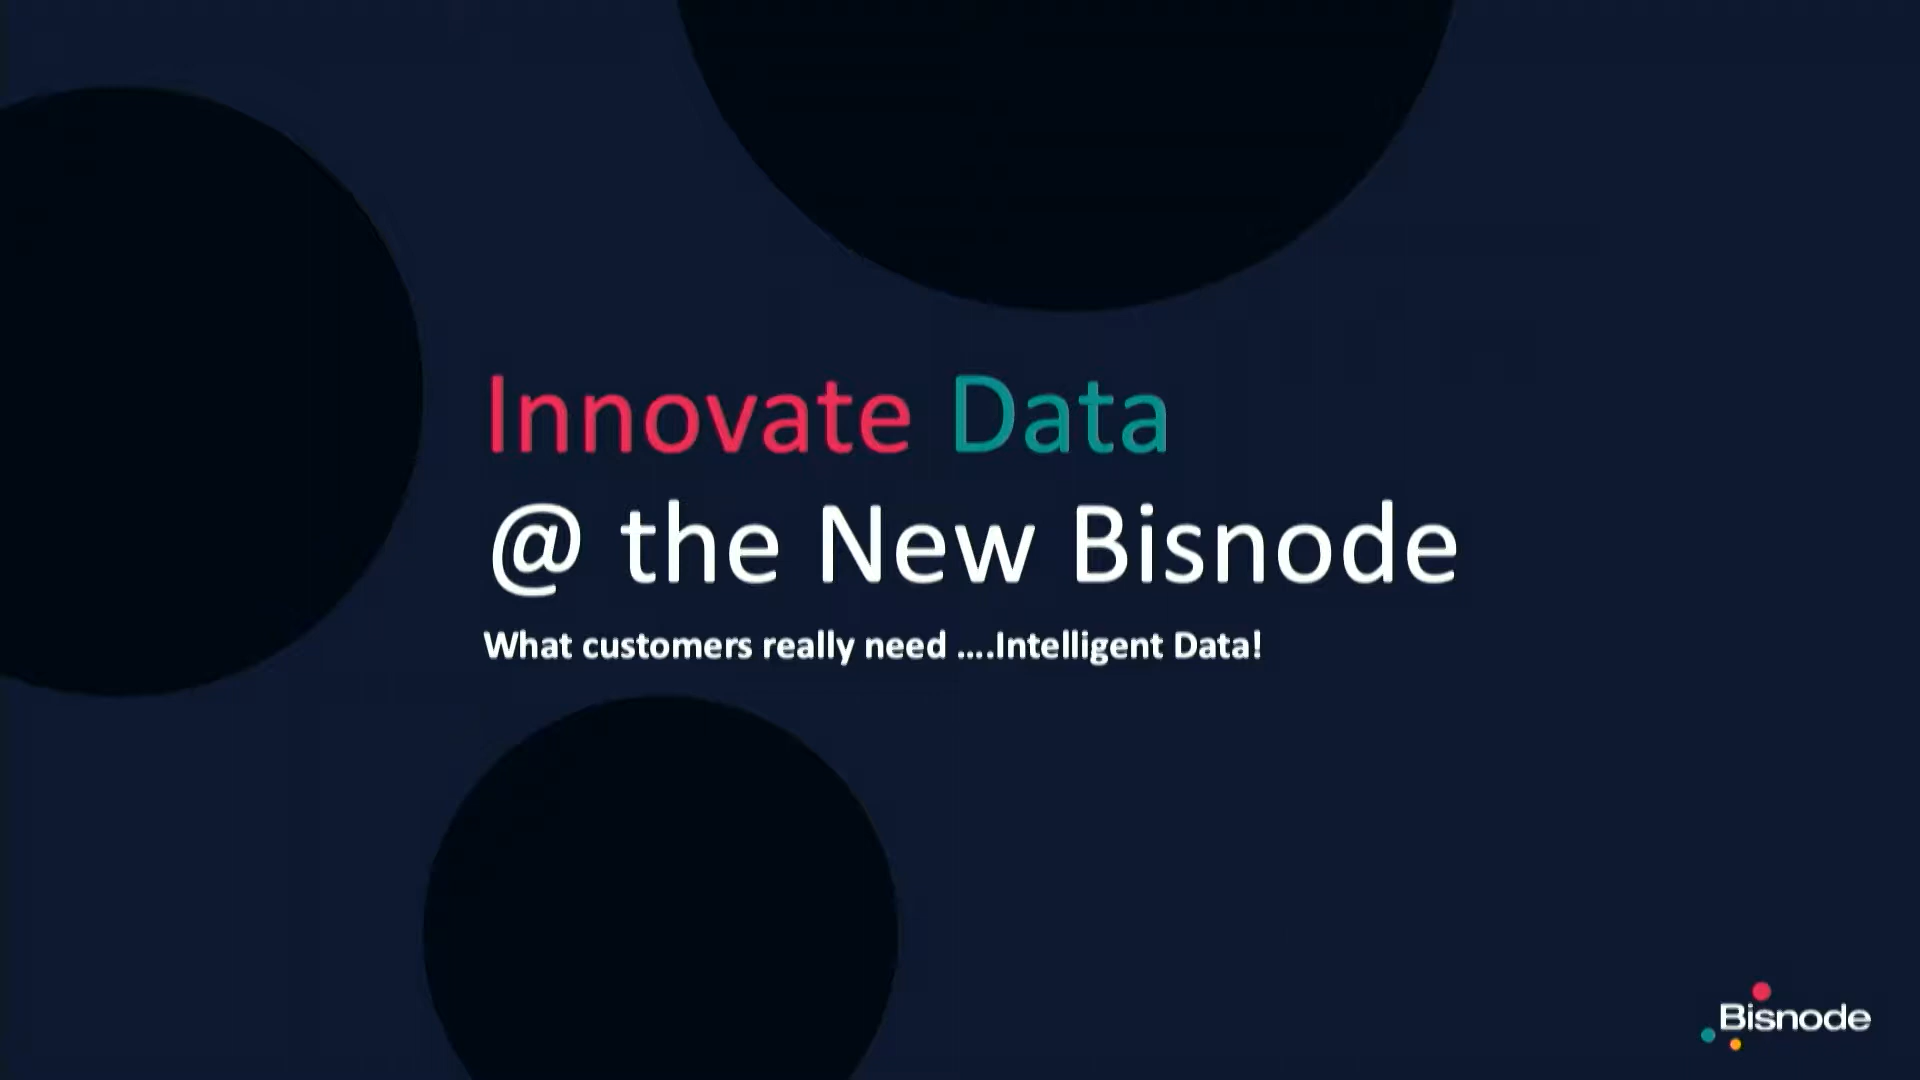 Innovate Data
@ the New Bisnode
What customers really need ....Intelligent Data!
Bisnode